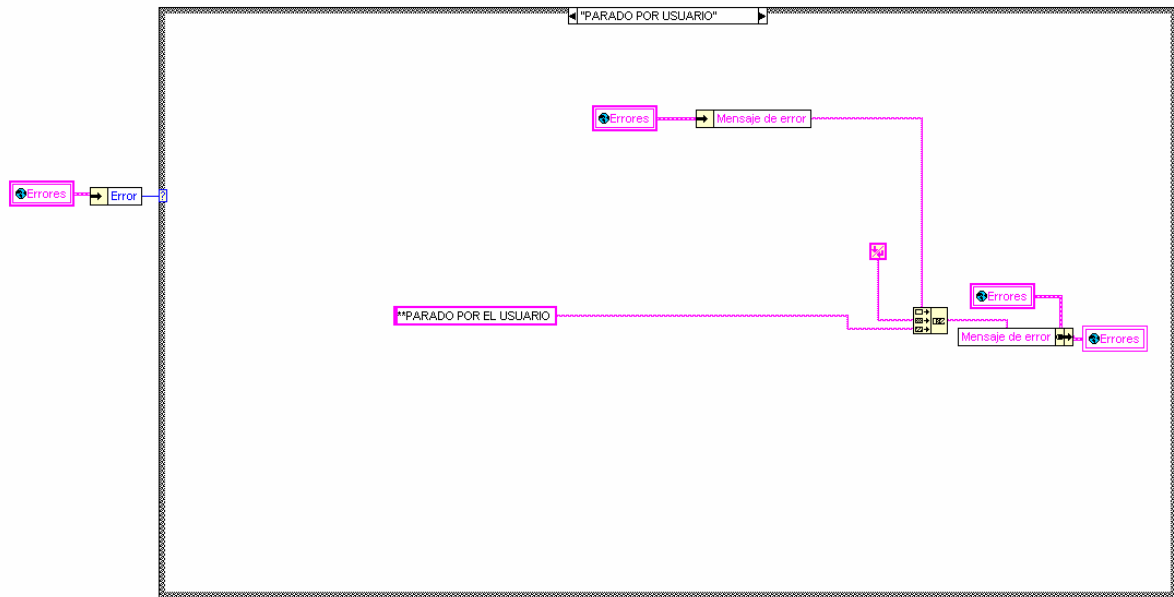 "PARADO POR USUARIO"
Errores
Mensaje de error
Errores
Error
?
**PARADO POR EL USUARIO
Errores
Mensaje de error
Errores